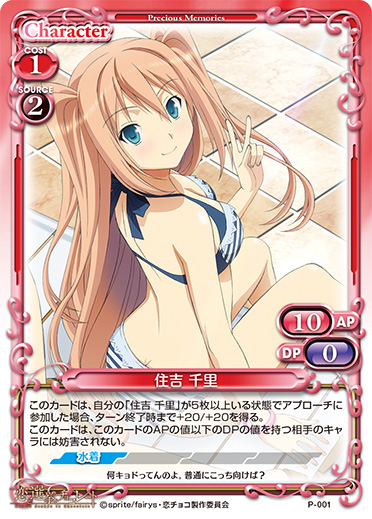 Precious Memories
Character
COST
1
SOURCE
2
10 AP
DP 0
住吉 千里
このカードは、自分の「住吉 千里」が5枚以上いる状態でアプローチに
参加した場合、ターン終了時まで+20/+20を得る。
このカードは、このカードのAPの値以下のDPの値を持つ相手のキャ
ラには妨害されない。
水着
何キョドってんのよ。普通にこっち向けば?
©sprite/fairys・恋チョコ製作委員会
P-001